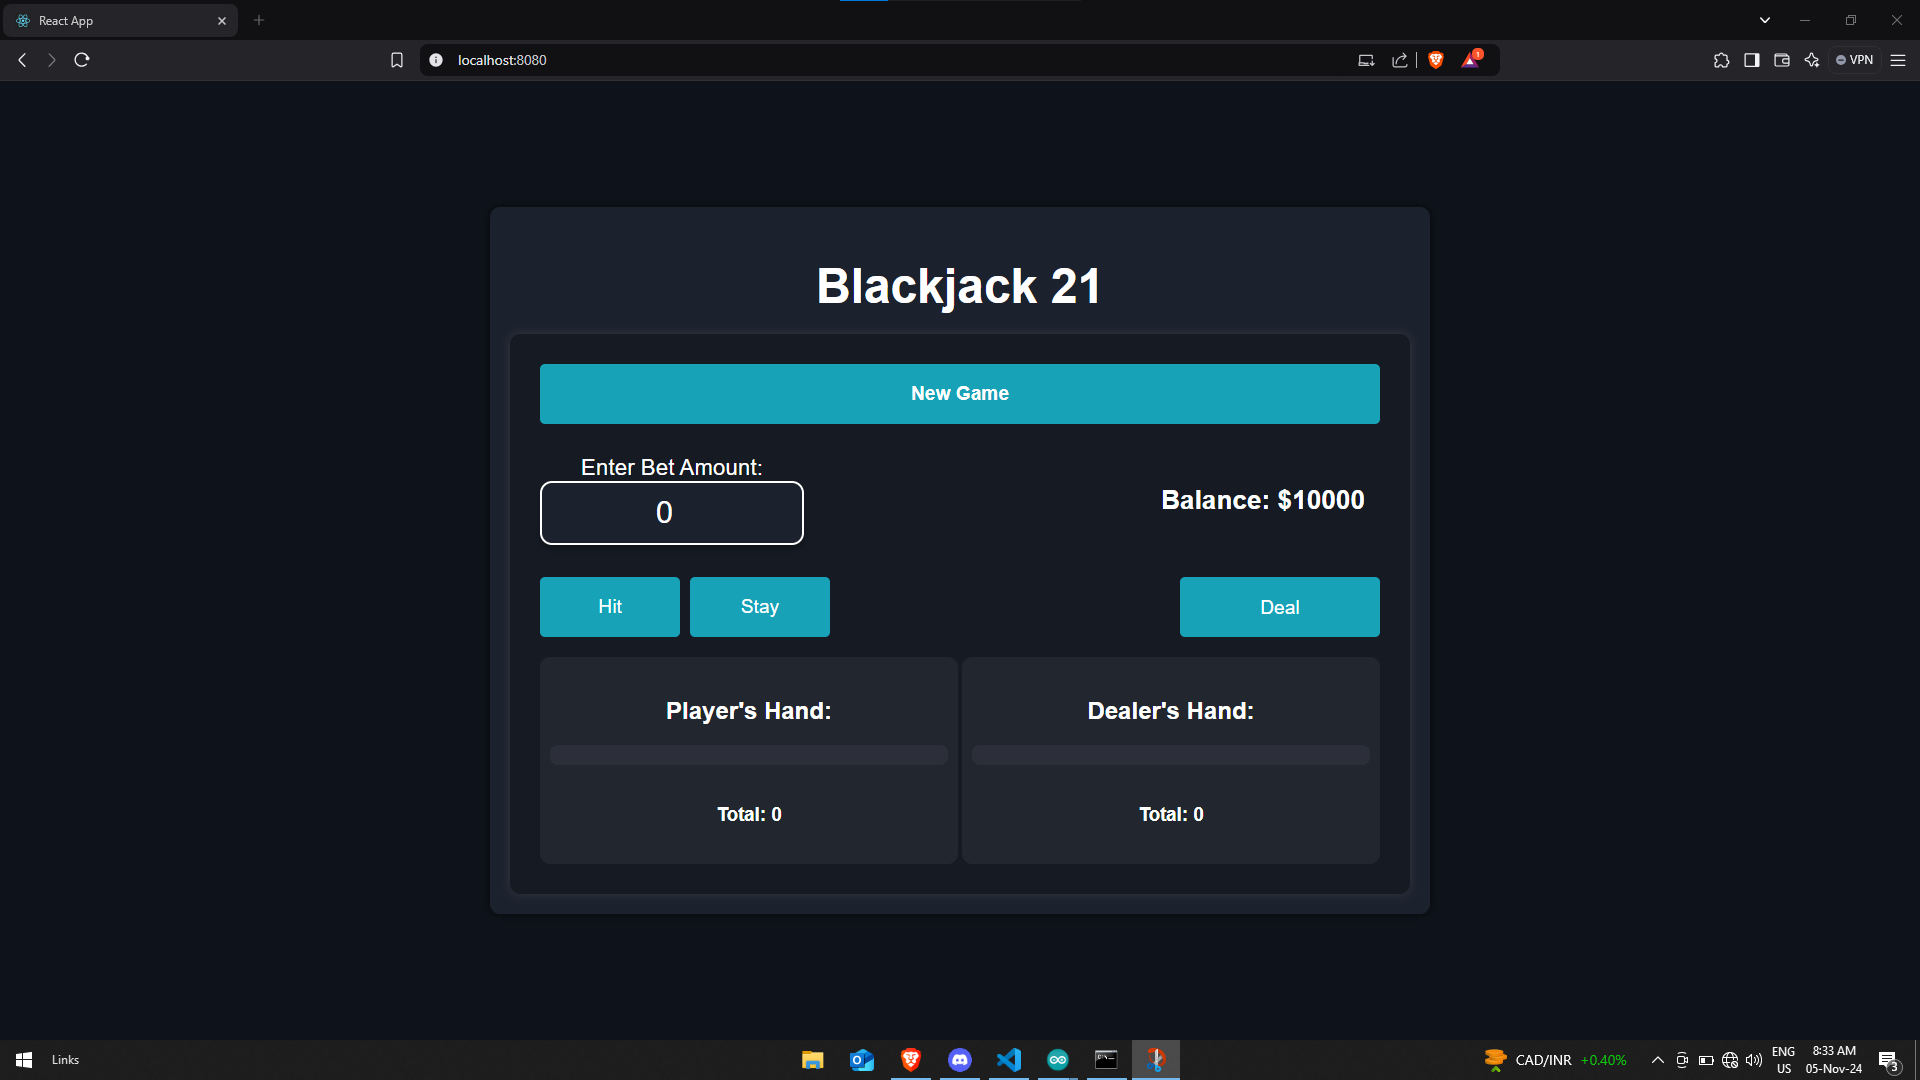 React App
localhost:8080
1
VPN
Blackjack 21
New Game
Enter Bet Amount:
0
Balance: $10000
Hit
Stay
Deal
Player's Hand:
Dealer's Hand:
Total: 0
Total: 0
Links
CAD/INR +0.40%
ENG
US
8:33 AM
05-Nov-24
3